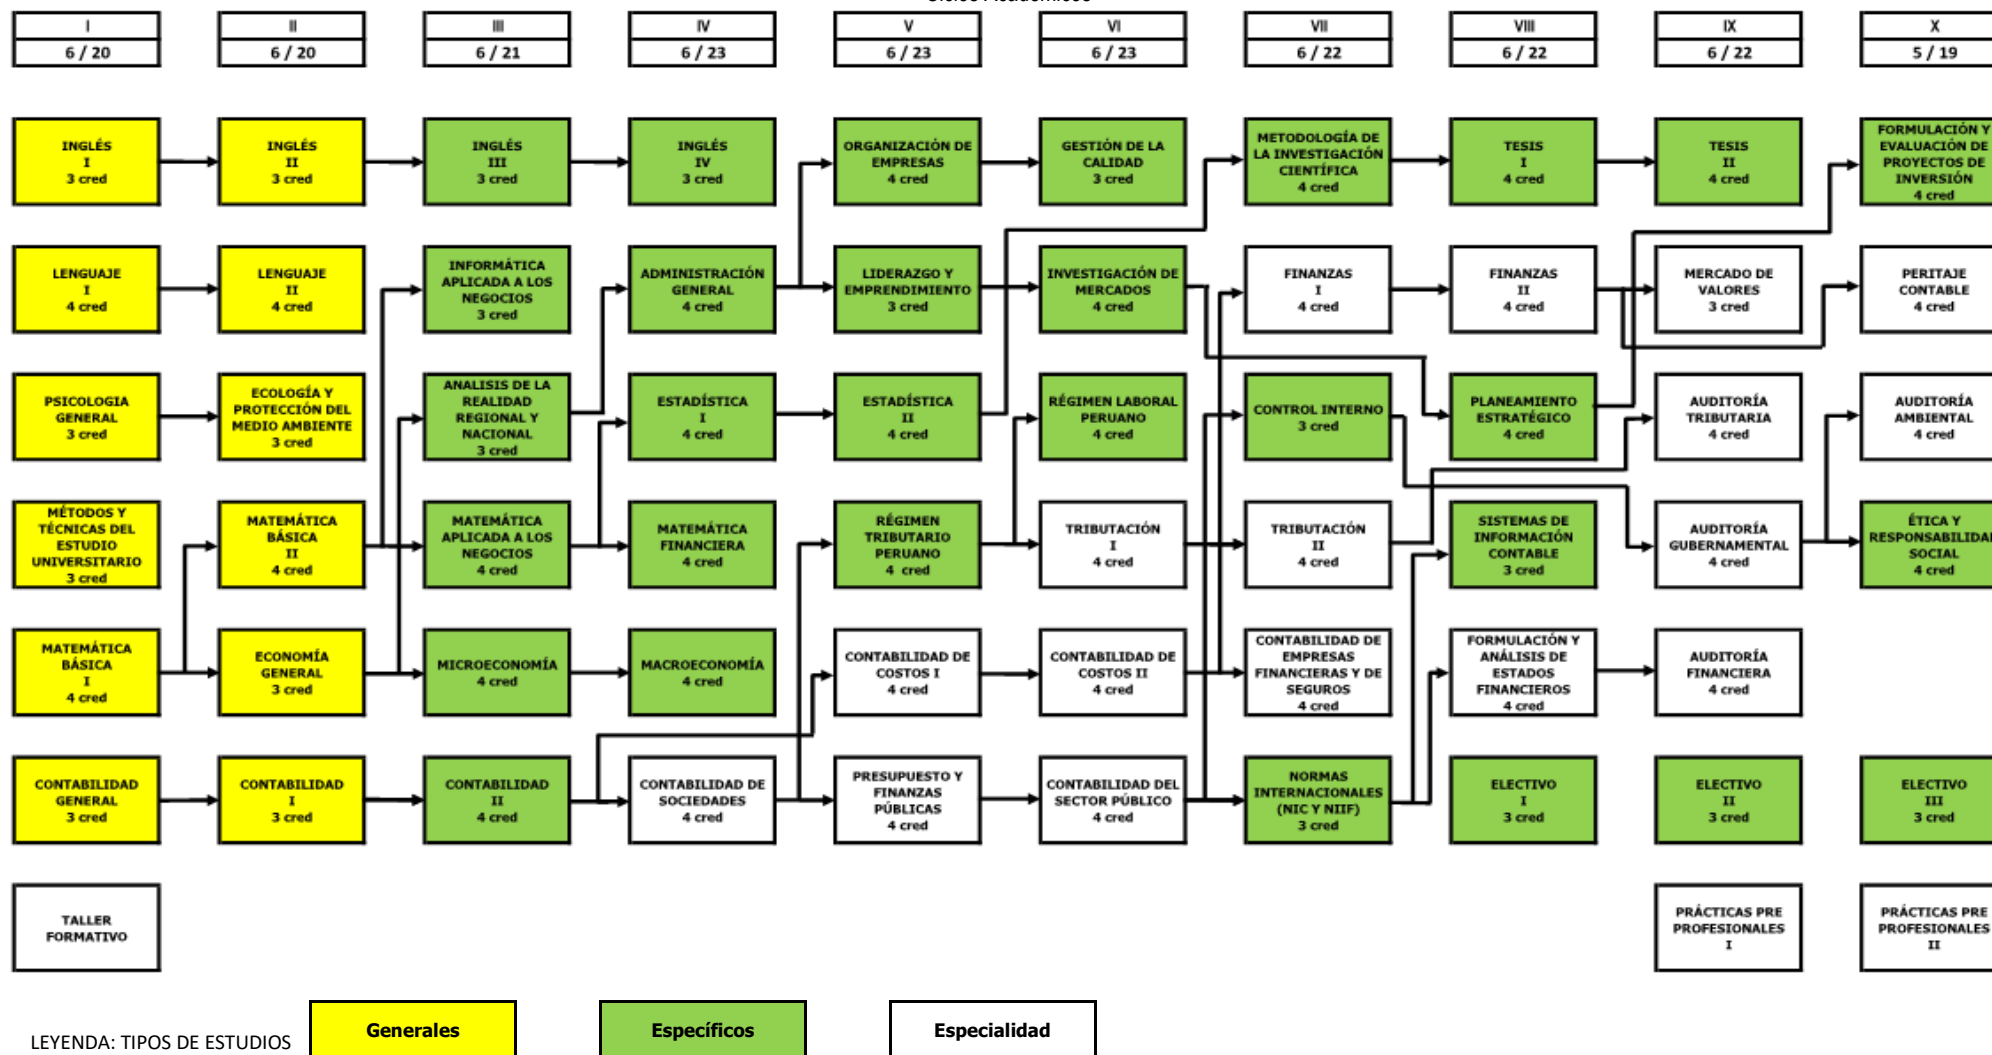 I
II
III
IV
V
VI
VII
VIII
IX
X
6 / 20
6 / 20
6 / 21
6 / 23
6 / 23
6 / 23
6 / 22
6 / 22
6 / 22
5 / 19
INGLÉS
I
3 cred
INGLÉS
II
3 cred
INGLÉS
III
3 cred
INGLÉS
IV
3 cred
ORGANIZACIÓN DE
EMPRESAS
4 cred
GESTIÓN DE LA
CALIDAD
3 cred
METODOLOGÍA DE
LA INVESTIGACIÓN
CIENTÍFICA
4 cred
TESIS
I
4 cred
TESIS
II
4 cred
FORMULACIÓN Y
EVALUACIÓN DE
PROYECTOS DE
INVERSIÓN
4 cred
LENGUAJE
I
4 cred
LENGUAJE
II
4 cred
INFORMÁTICA
APLICADA A LOS
NEGOCIOS
3 cred
ADMINISTRACIÓN
GENERAL
4 cred
LIDERAZGO Y
EMPRENDIMIENTO
3 cred
INVESTIGACIÓN DE
MERCADOS
4 cred
FINANZAS
I
4 cred
FINANZAS
II
4 cred
MERCADO DE
VALORES
3 cred
PERITAJE
CONTABLE
4 cred
PSICOLOGIA
GENERAL
3 cred
ECOLOGÍA Y
PROTECCIÓN DEL
MEDIO AMBIENTE
3 cred
ANALISIS DE LA
REALIDAD
REGIONAL Y
NACIONAL
3 cred
ESTADÍSTICA
I
4 cred
ESTADÍSTICA
II
4 cred
RÉGIMEN LABORAL
PERUANO
4 cred
CONTROL INTERNO
3 cred
PLANEAMIENTO
ESTRATÉGICO
4 cred
AUDITORÍA
TRIBUTARIA
4 cred
AUDITORÍA
AMBIENTAL
4 cred
MÉTODOS Y
TÉCNICAS DEL
ESTUDIO
UNIVERSITARIO
3 cred
MATEMÁTICA
BÁSICA
II
4 cred
MATEMÁTICA
APLICADA A LOS
NEGOCIOS
4 cred
MATEMÁTICA
FINANCIERA
4 cred
RÉGIMEN
TRIBUTARIO
PERUANO
4 cred
TRIBUTACIÓN
I
4 cred
TRIBUTACIÓN
II
4 cred
SISTEMAS DE
INFORMACIÓN
CONTABLE
3 cred
AUDITORÍA
GUBERNAMENTAL
4 cred
ÉTICA Y
RESPONSABILIDAD
SOCIAL
4 cred
MATEMÁTICA
BÁSICA
I
4 cred
ECONOMÍA
GENERAL
3 cred
MICROECONOMÍA
4 cred
MACROECONOMÍA
4 cred
CONTABILIDAD DE
COSTOS I
4 cred
CONTABILIDAD DE
COSTOS II
4 cred
CONTABILIDAD DE
EMPRESAS
FINANCIERAS Y DE
SEGUROS
4 cred
FORMULACIÓN Y
ANÁLISIS DE
ESTADOS
FINANCIEROS
4 cred
AUDITORÍA
FINANCIERA
4 cred
CONTABILIDAD
GENERAL
3 cred
CONTABILIDAD
I
3 cred
CONTABILIDAD
II
4 cred
CONTABILIDAD DE
SOCIEDADES
4 cred
PRESUPUESTO Y
FINANZAS
PÚBLICAS
4 cred
CONTABILIDAD DEL
SECTOR PÚBLICO
4 cred
NORMAS
INTERNACIONALES
(NIC Y NIIF)
3 cred
ELECTIVO
I
3 cred
ELECTIVO
II
3 cred
ELECTIVO
III
3 cred
TALLER
FORMATIVO
PRÁCTICAS PRE
PROFESIONALES
I
PRÁCTICAS PRE
PROFESIONALES
II
LEYENDA: TIPOS DE ESTUDIOS
Generales
Específicos
Especialidad